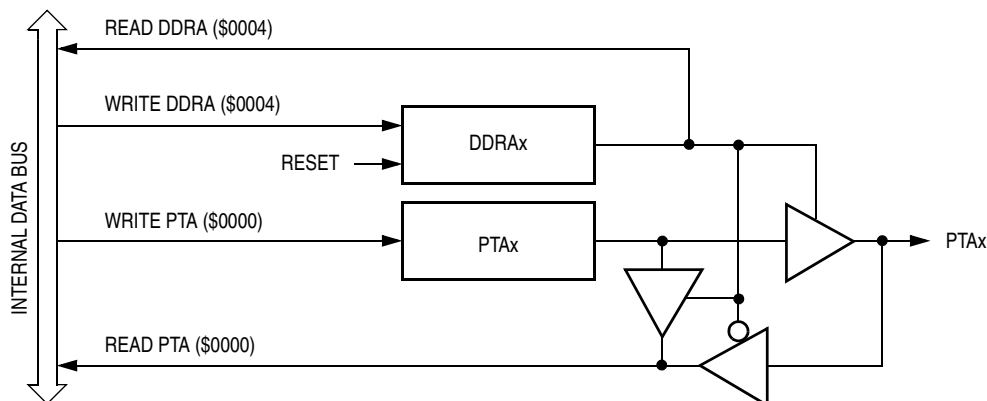 READ DDRA ($0004)
WRITE DDRA ($0004)
DDRAx
RESET
WRITE PTA ($0000)
PTAx
PTAx
READ PTA ($0000)
INTERNAL DATA BUS